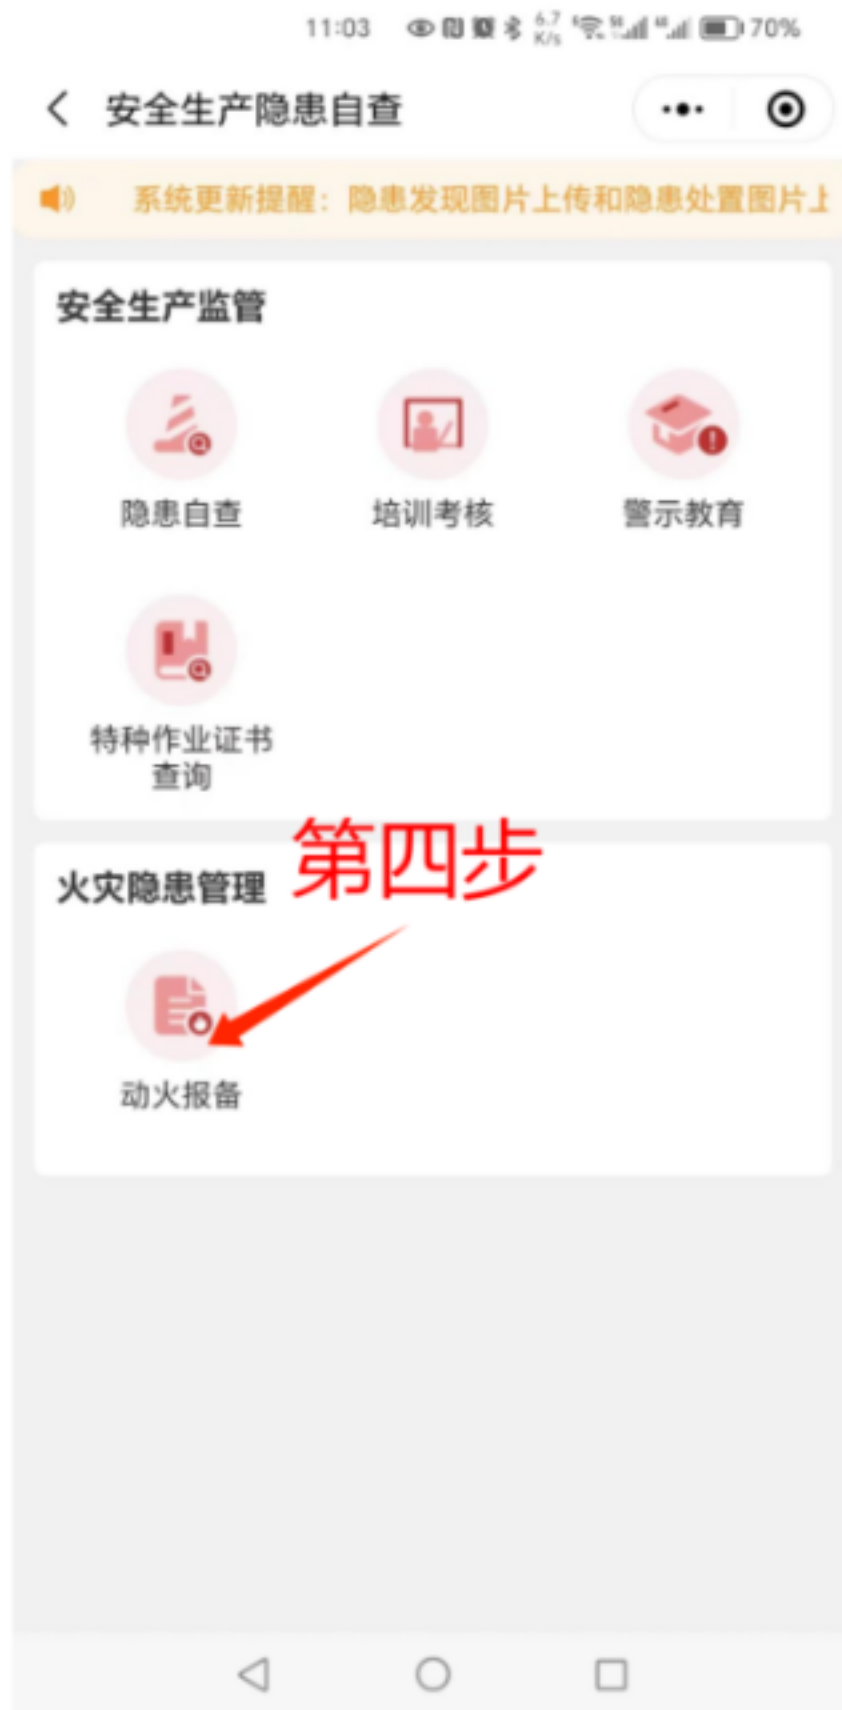 11:03
6.7
K/s
70%
安全生产隐患自查
系统更新提醒：隐患发现图片上传和隐患处置图片上
安全生产监管
隐患自查
培训考核
警示教育
特种作业证书
查询
第四步
火灾隐患管理
动火报备